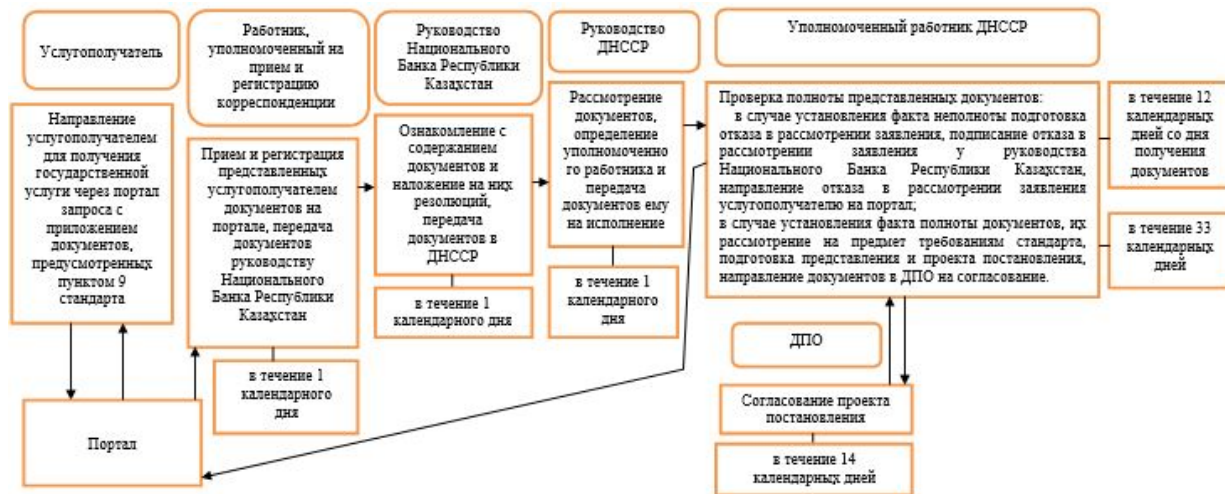 Услугополучатель
Работник,
уполномоченный на
прием и
регистрацию
корреспонденции
Руководство
Национального
Банка Республики
Казахстан
Руководство
ДНССР
Уполномоченный работник ДНССР
Направление
услугополучателем
для получения
государственной
услуги через портал
запроса с
приложением
документов,
предусмотренных
пунктом 9
стандарта
Прием и регистрация
представленных
услугополучателем
документов на
портале, передача
документов
руководству
Национального
Банка Республики
Казахстан
Ознакомление с
содержанием
документов и
наложение на них
резолюций,
передача
документов в
ДНССР
Рассмотрение
документов,
определение
уполномоченно
го работника и
передача
документов ему
на исполнение
Проверка полноты представленных документов:
в случае установления факта неполноты подготовка
отказа в рассмотрении заявления, подписание отказа в
рассмотрении заявления у руководства
Национального Банка Республики Казахстан,
направление отказа в рассмотрении заявления
услугополучателю на портал;
в случае установления факта полноты документов, их
рассмотрение на предмет требованиям стандарта,
подготовка представления и проекта постановления,
направление документов в ДПО на согласование.
в течение 12
календарных
дней со дня
получения
документов
в течение 33
календарных
дней
в течение 1
календарного
дня
в течение 1
календарного дня
в течение 1
календарного
дня
ДПО
Согласование проекта
постановления
в течение 14
календарных дней
Портал